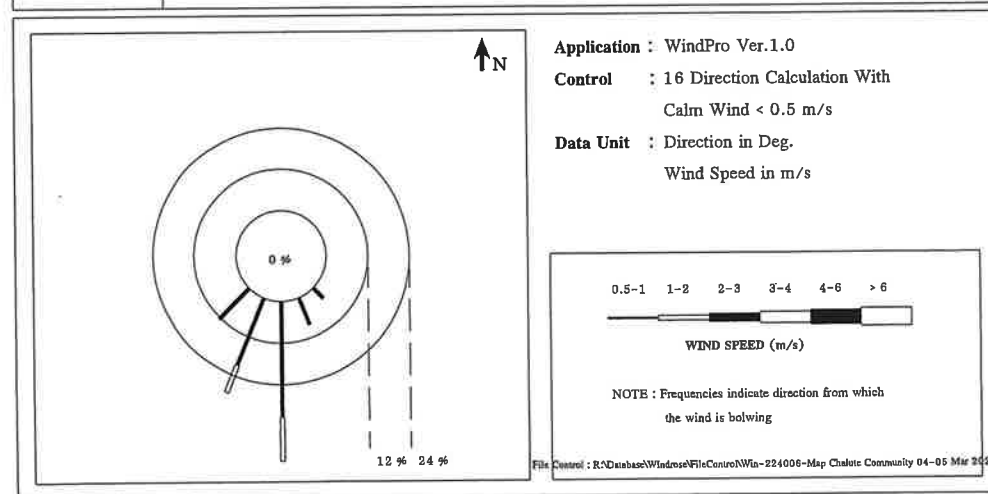 N
Application : WindPro Ver.1.0
Control : 16 Direction Calculation With
Calm Wind < 0.5 m/s
Data Unit : Direction in Deg.
Wind Speed in m/s
0 %
12 % 24 %
0.5-1 1-2 2-3 3-4 4-6 > 6
WIND SPEED (m/s)
NOTE : Frequencies indicate direction from which
the wind is bolwing
File Control : R:\Database\Windrose\FileControl\Win-224006-Map Chalute Community 04-05 Mar